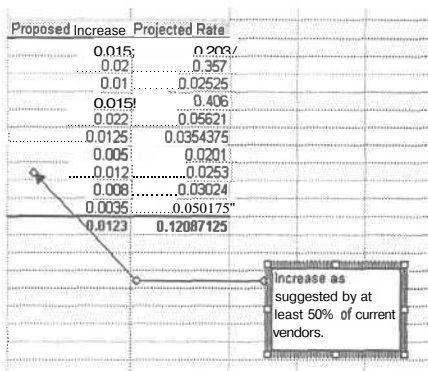 Proposed Increase Projected Rate
0.015; 0.203/
0.02 0.357
0.01 0.02525
0.015! 0.406
0.022 0.05621
0.0125 0.0354375
0.005 0.0201
0.012 0.0253
0.008 0.03024
0.0035 0.050175"
0.0123 0.12087125
Increase as
suggested by at
least 50% of current
vendors.